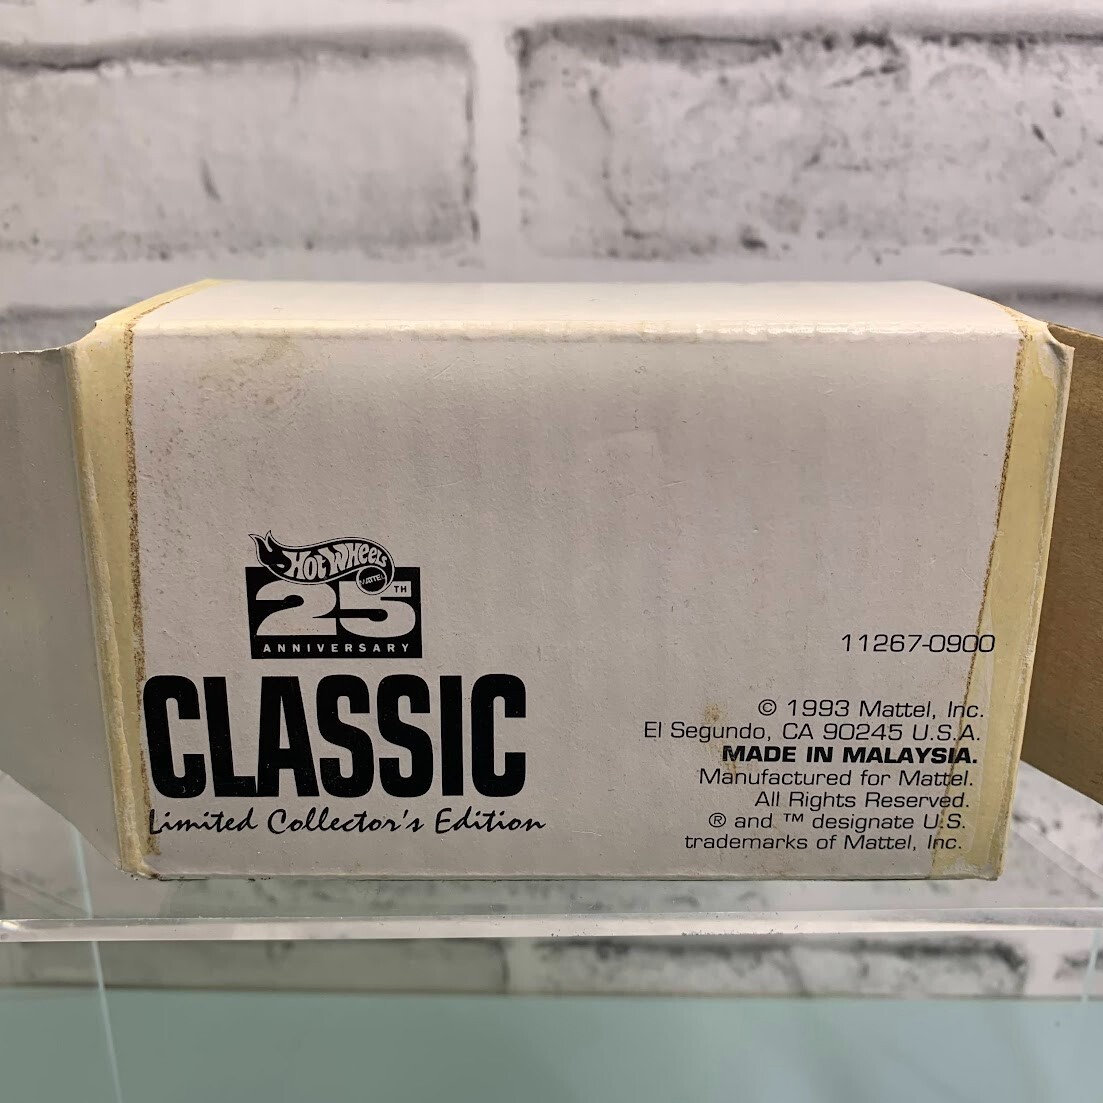 Hot Wheels
MATTEL
25TH
ANNIVERSARY
CLASSIC
Limited Collector's Edition
11267-0900
© 1993 Mattel, Inc.
El Segundo, CA 90245 U.S.A.
MADE IN MALAYSIA.
Manufactured for Mattel.
All Rights Reserved.
® and ™ designate U.S.
trademarks of Mattel, Inc.